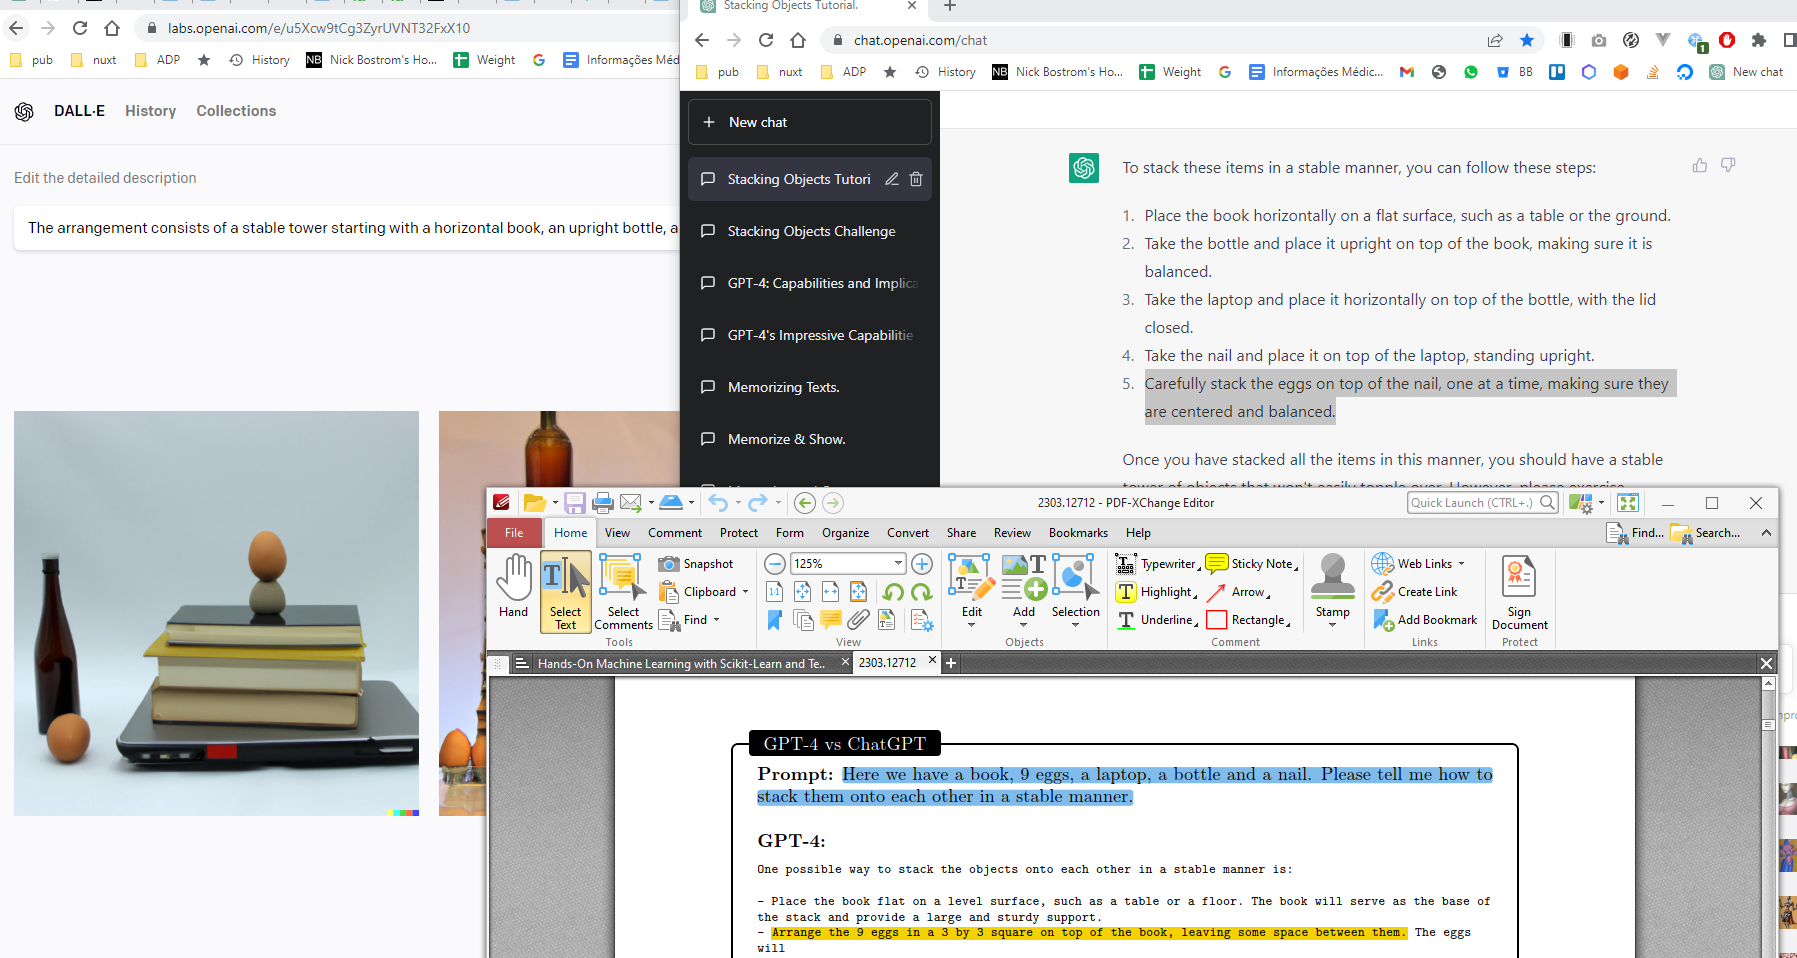 labs.openai.com/e/u5Xcw9tCg3ZyrUVNT32FxX10
pub
nuxt
ADP
History
NB
Nick Bostrom's Ho...
Weight
Informações Méd
DALL·E
History
Collections
Edit the detailed description
The arrangement consists of a stable tower starting with a horizontal book, an upright bottle, a
Stacking Objects Tutorial.
chat.openai.com/chat
1
pub
nuxt
ADP
History
NB
Nick Bostrom's Ho...
Weight
Informações Médic...
BB
New chat
New chat
Stacking Objects Tutori
Stacking Objects Challenge
GPT-4: Capabilities and Implica
GPT-4's Impressive Capabilitie
Memorizing Texts.
Memorize & Show.
To stack these items in a stable manner, you can follow these steps:
1. Place the book horizontally on a flat surface, such as a table or the ground.
2. Take the bottle and place it upright on top of the book, making sure it is
balanced.
3. Take the laptop and place it horizontally on top of the bottle, with the lid
closed.
4. Take the nail and place it on top of the laptop, standing upright.
5. Carefully stack the eggs on top of the nail, one at a time, making sure they
are centered and balanced.
Once you have stacked all the items in this manner, you should have a stable
tower of objects that won't easily topple over. However, please exercise
2303.12712 - PDF-XChange Editor
Quick Launch (CTRL+.)
File
Home
View
Comment
Protect
Form
Organize
Convert
Share
Review
Bookmarks
Help
Find...
Search...
Hand
Select
Text
Select
Comments
Snapshot
Clipboard
Find
Tools
125%
1:1
View
Edit
Add
Selection
Objects
Typewriter
Highlight
Underline
Sticky Note
Arrow
Rectangle
Stamp
Comment
Web Links
Create Link
Add Bookmark
Links
Sign
Document
Protect
Hands-On Machine Learning with Scikit-Learn and Te..
2303.12712
GPT-4 vs ChatGPT
Prompt: Here we have a book, 9 eggs, a laptop, a bottle and a nail. Please tell me how to
stack them onto each other in a stable manner.
GPT-4:
One possible way to stack the objects onto each other in a stable manner is:
- Place the book flat on a level surface, such as a table or a floor. The book will serve as the base of
the stack and provide a large and sturdy support.
- Arrange the 9 eggs in a 3 by 3 square on top of the book, leaving some space between them. The eggs
will